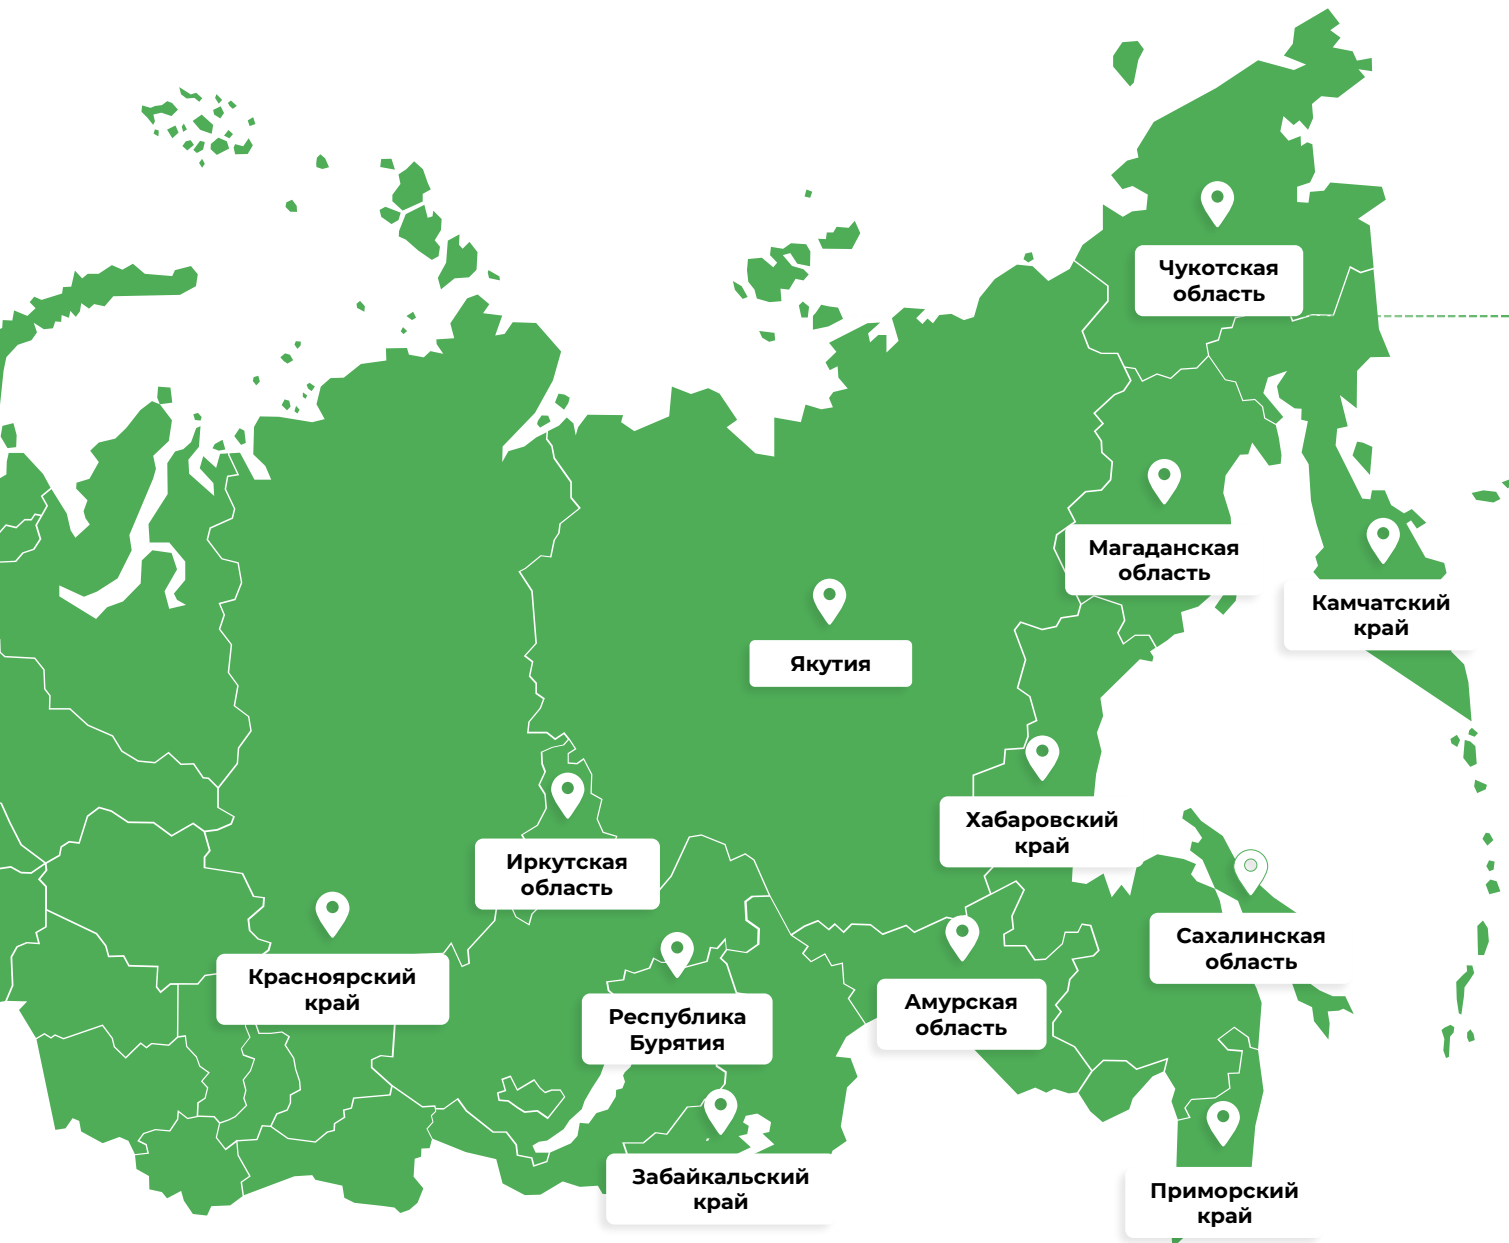 Чукотская
область
Магаданская
область
Камчатский
край
Якутия
Хабаровский
край
Иркутская
область
Сахалинская
область
Красноярский
край
Республика
Бурятия
Амурская
область
Забайкальский
край
Приморский
край